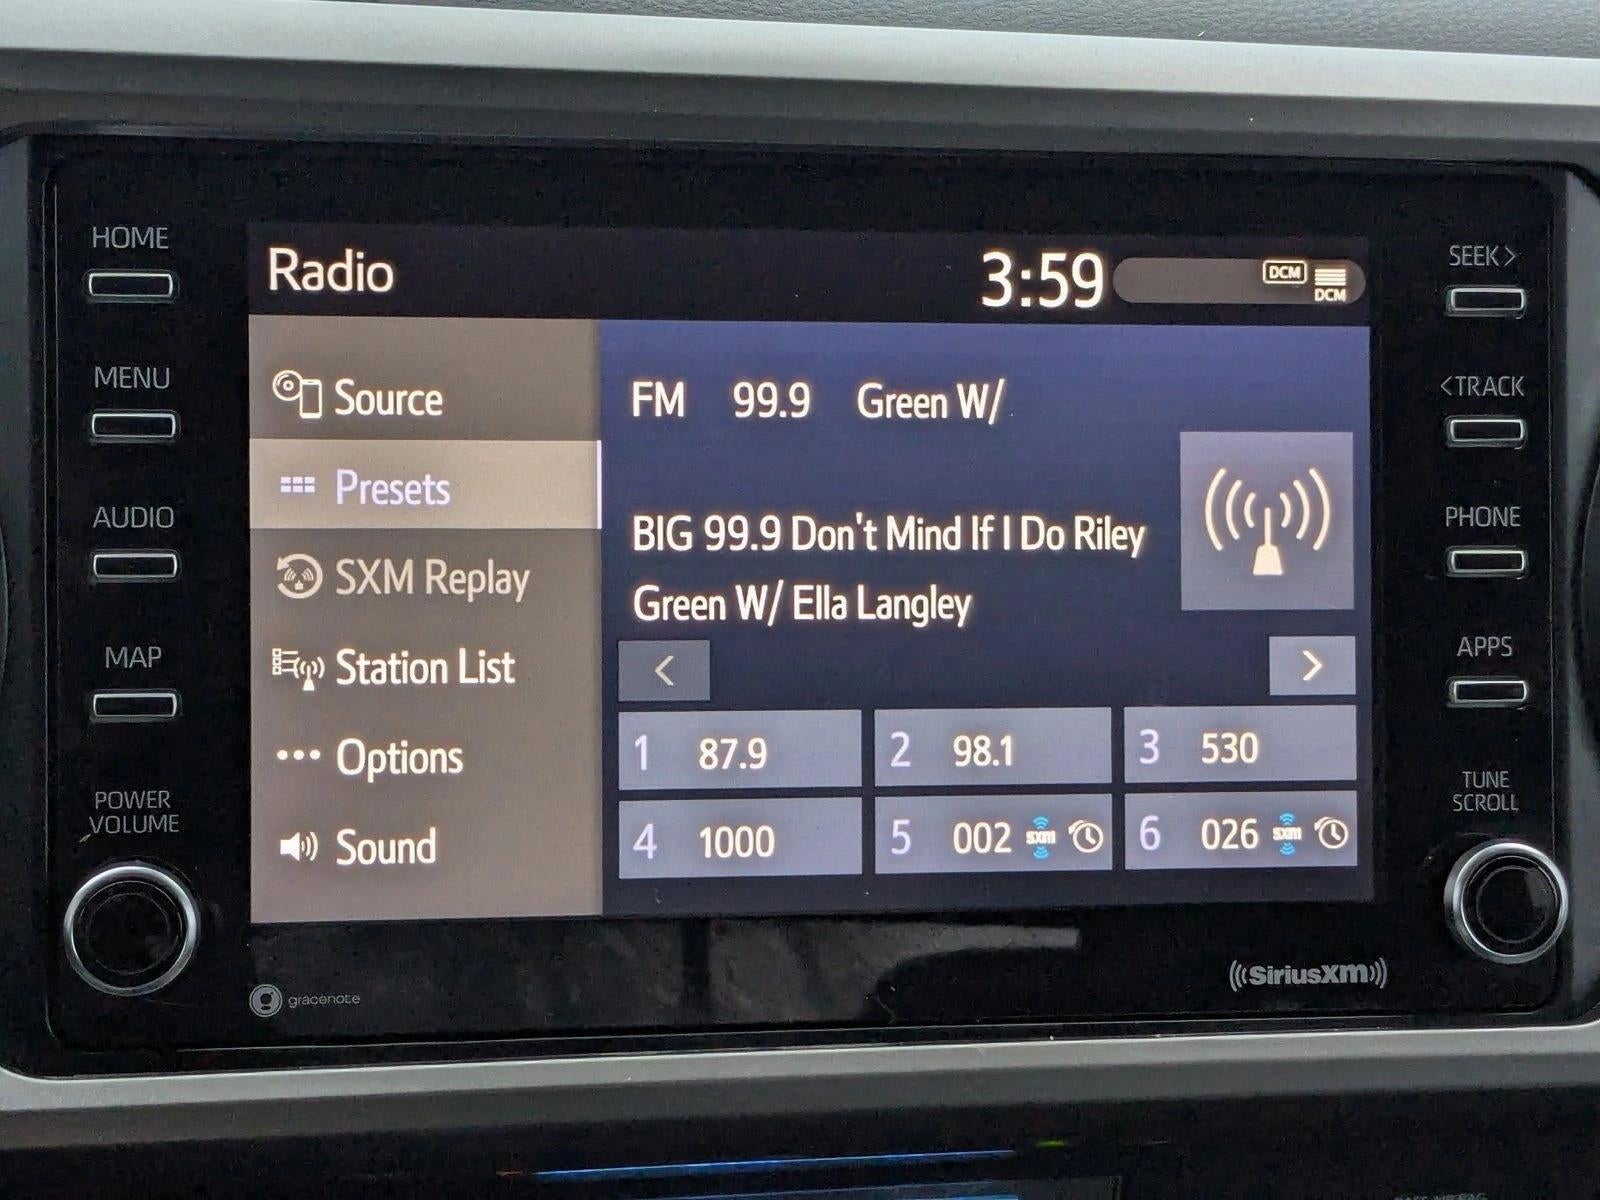 HOME
MENU
AUDIO
MAP
POWER
VOLUME
Radio
3:59
DCM
DCM
Source
Presets
SXM Replay
Station List
Options
Sound
FM 99.9 Green W/
BIG 99.9 Don't Mind If I Do Riley
Green W/ Ella Langley
<
>
1 87.9
2 98.1
3 530
4 1000
5 002 sxm
6 026 sxm
SEEK>
<TRACK
PHONE
APPS
TUNE
SCROLL
gracenote
((SiriusXM))